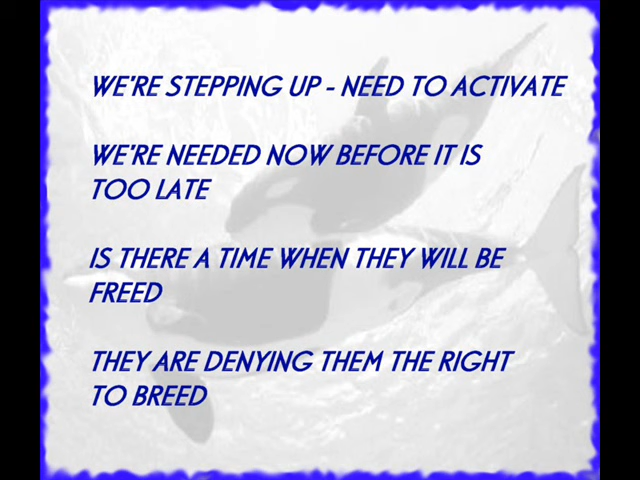 WE'RE STEPPING UP - NEED TO ACTIVATE
WE'RE NEEDED NOW BEFORE IT IS
TOO LATE
IS THERE A TIME WHEN THEY WILL BE
FREED
THEY ARE DENYING THEM THE RIGHT
TO BREED